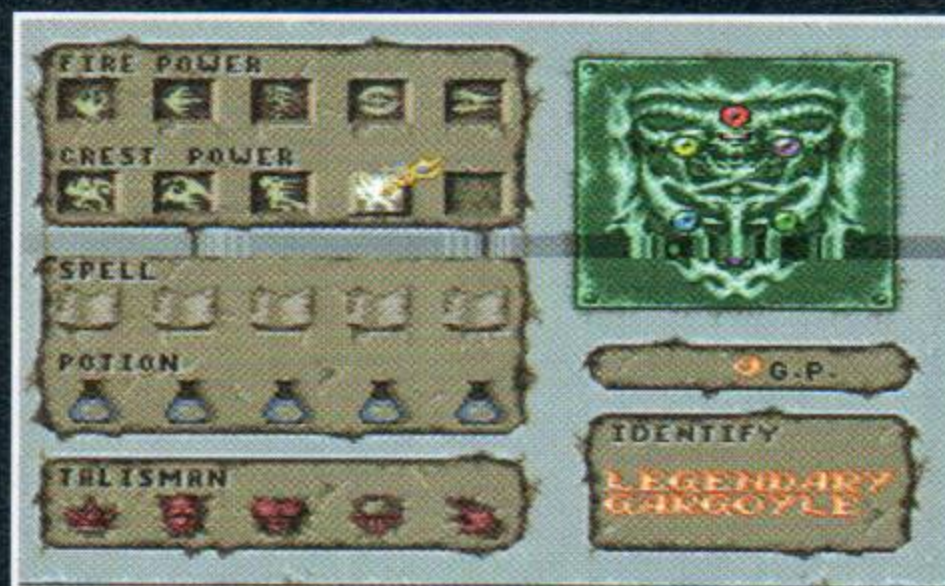 FIRE POWER
CREST POWER
SPELL
POTION
TALISMAN
G.P.
IDENTIFY
LEGENDARY
GARGOYLE